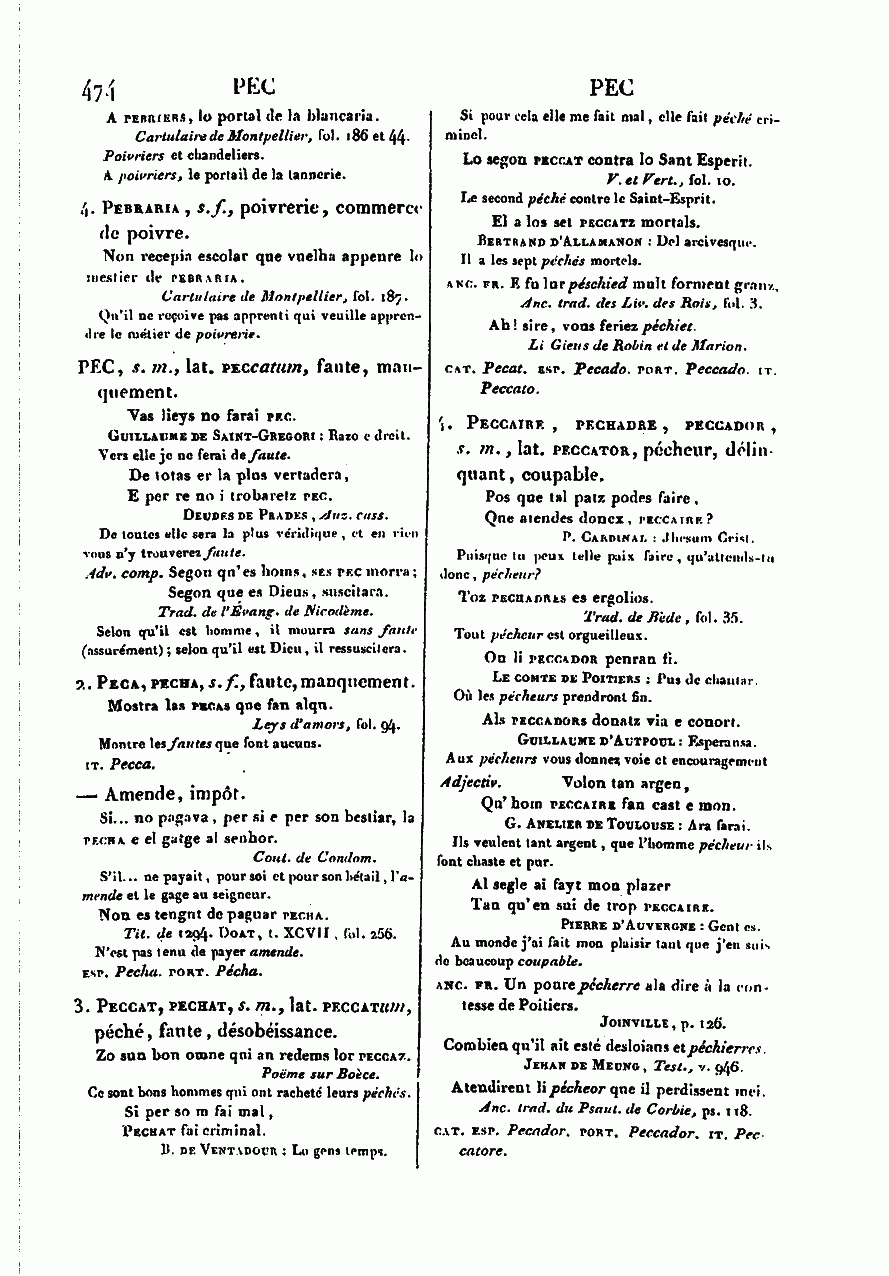 474 PEC PEC
A PEBRIERS, lo portal de la blancaria.
Cartulaire de Montpellier, fol. 186 et 44.
Poivriers et chandeliers.
A poivriers, le portail de la tannerie.
4. PEBRARIA, s. f., poivrerie, commerce
de poivre.
Non recepia escolar que vuelha appenre lo
mestier de PEBRARIA.
Cartulaire de Montpellier, fol. 187.
Qu'il ne reçoive pas apprenti qui veuille appren-
dre le métier de poivrerie.
PEC, s. m., lat. PECcatum, faute, man-
quement.
Vas lieys no farai PEC.
GUILLAUME DE SAINT-GREGORI : Razo e dreit.
Vers elle je ne ferai de faute.
De totas er la plus vertadera,
E per re no i trobaretz PEC.
DEUDES DE PRADES, Auz. cass.
De toutes elle sera la plus véridique, et en rien
vous n'y trouverez faute.
Adv. comp. Segon qu'es homs, SES PEC morra;
Segon que es Dieus, suscitara.
Trad. de l'Évang. de Nicodème.
Selon qu'il est homme, il mourra sans faute
(assurément); selon qu'il est Dieu, il ressuscitera.
2. PECA, PECHA, s. f., faute, manquement.
Mostra las PECAS que fan alqu.
Leys d'amors, fol. 94.
Montre les fautes que font aucuns.
IT. Pecca.
— Amende, impôt.
Si... no pagava, per si e per son bestiar, la
PECHA e el gatge al senhor.
Cout. de Condom.
S'il... ne payait, pour soi et pour son bétail, l'a-
mende et le gage au seigneur.
Non es tengut de paguar PECHA.
Tit. de 1294. DOAT, t. XCVII, fol. 256.
N'est pas tenu de payer amende.
ESP. Pecha. PORT. Pécha.
3. PECCAT, PECHAT, s. m., lat. PECCATum,
péché, faute, désobéissance.
Zo sun bon omne qui an redems lor PECCAZ.
Poëme sur Boèce.
Ce sont bons hommes qui ont racheté leurs péchés.
Si per so m fai mal,
PECHAT fai criminal.
B. DE VENTADOUR : Lo gens temps.
Si pour cela elle me fait mal, elle fait péché cri-
minel.
Lo segon PECCAT contra lo Sant Esperit.
V. et Vert., fol. 10.
Le second péché contre le Saint-Esprit.
El a los set PECCATZ mortals.
BERTRAND D'ALLAMANON : Del arcivesque.
Il a les sept péchés mortels.
ANC. FR. E fu lur péschied mult forment granz,
Anc. trad. des Liv. des Rois, fol. 3.
Ah! sire, vous feriez péchiet.
Li Gieus de Robin et de Marion.
CAT. Pecat. ESP. Pecado. PORT. Peccado. IT.
Peccato.
4. PECCAIRE, PECHADRE, PECCADOR,
s. m., lat. PECCATOR, pécheur, délin-
quant, coupable.
Pos que tal patz podes faire,
Que atendes doncx, PECCAIRE?
P. CARDINAL : Jhesum Crist.
Puisque tu peux telle paix faire, qu'attends-tu
donc, pécheur?
Toz PECHADRES es ergolios.
Trad. de Bède, fol. 35.
Tout pécheur est orgueilleux.
On li PECCADOR penran fi.
LE COMTE DE POITIERS : Pus de chantar.
Où les pécheurs prendront fin.
Als PECCADORS donatz via e conort.
GUILLAUME D'AUTPOUL : Esperansa.
Aux pécheurs vous donnez voie et encouragement
Adjectiv. Volon tan argen,
Qu'hom PECCAIRE fan cast e mon.
G. ANELIER DE TOULOUSE : Ara farai.
Ils veulent tant argent, que l'homme pécheur ils
font chaste et pur.
Al segle ai fayt mon plazer
Tan qu'en sui de trop PECCAIRE.
PIERRE D'AUVERGNE : Gent es.
Au monde j'ai fait mon plaisir tant que j'en suis
de beaucoup coupable.
ANC. FR. Un poure pécherre ala dire à la con-
tesse de Poitiers.
JOINVILLE, p. 126.
Combien qu'il ait esté desloians et péchierres.
JEHAN DE MEUNG, Test., v. 946.
Atendirent li pécheor que il perdissent mei.
Anc. trad. du Psaut. de Corbie, ps. 118.
CAT. ESP. Pecador. PORT. Peccador. IT. Pec-
catore.